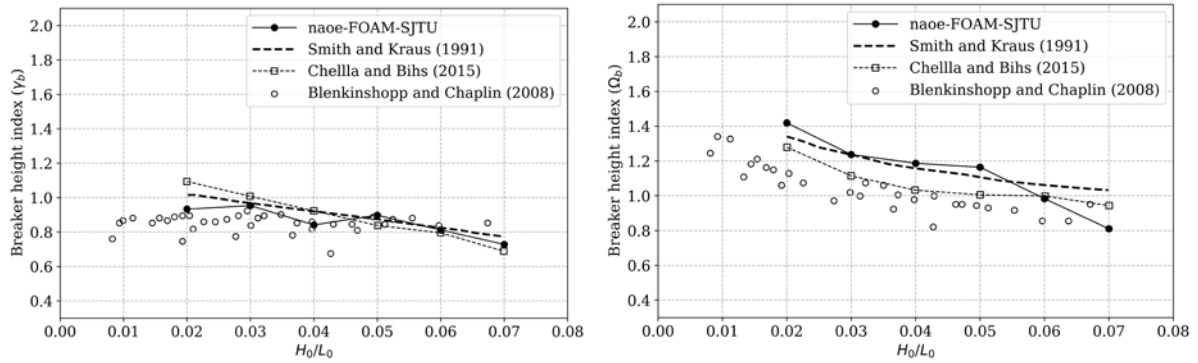 naoe-FOAM-SJTU
Smith and Kraus (1991)
Chellla and Bihs (2015)
Blenkinshopp and Chaplin (2008)
Breaker height index (γb)
2.0
1.8
1.6
1.4
1.2
1.0
0.8
0.6
0.4
0.00 0.01 0.02 0.03 0.04 0.05 0.06 0.07 0.08
H0/L0
naoe-FOAM-SJTU
Smith and Kraus (1991)
Chellla and Bihs (2015)
Blenkinshopp and Chaplin (2008)
Breaker height index (Ωb)
2.0
1.8
1.6
1.4
1.2
1.0
0.8
0.6
0.4
0.00 0.01 0.02 0.03 0.04 0.05 0.06 0.07 0.08
H0/L0